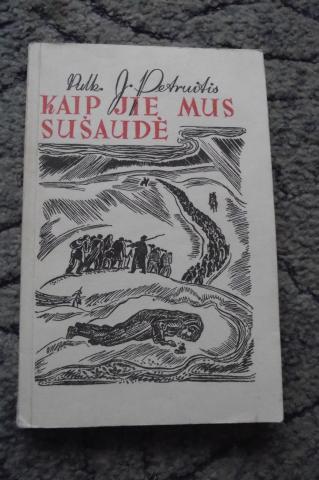 Pulk. J. Petruitis
KAIP JIE MUS
SUŠAUDĖ